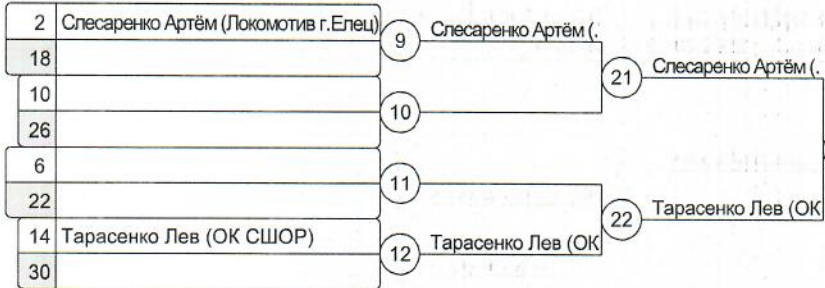 2 Слесаренко Артём (Локомотив г.Елец)
18
9 Слесаренко Артём (.
10
26
10
21 Слесаренко Артём (.
6
22
11
14 Тарасенко Лев (ОК СШОР)
30
12 Тарасенко Лев (ОК
22 Тарасенко Лев (ОК